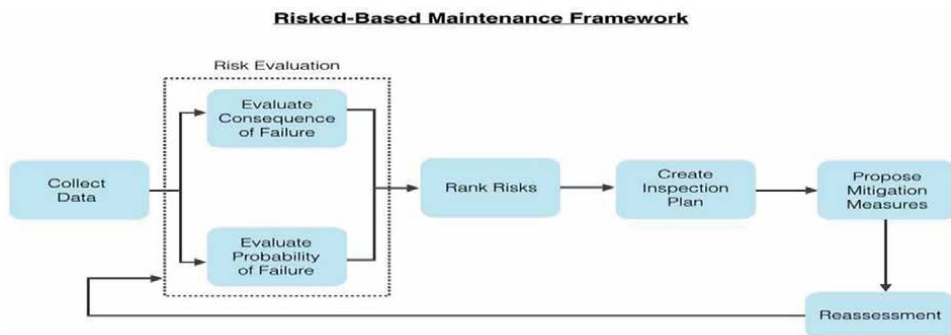 Risked-Based Maintenance Framework
Risk Evaluation
Evaluate
Consequence
of Failure
Collect
Data
Evaluate
Probability
of Failure
Rank Risks
Create
Inspection
Plan
Propose
Mitigation
Measures
Reassessment